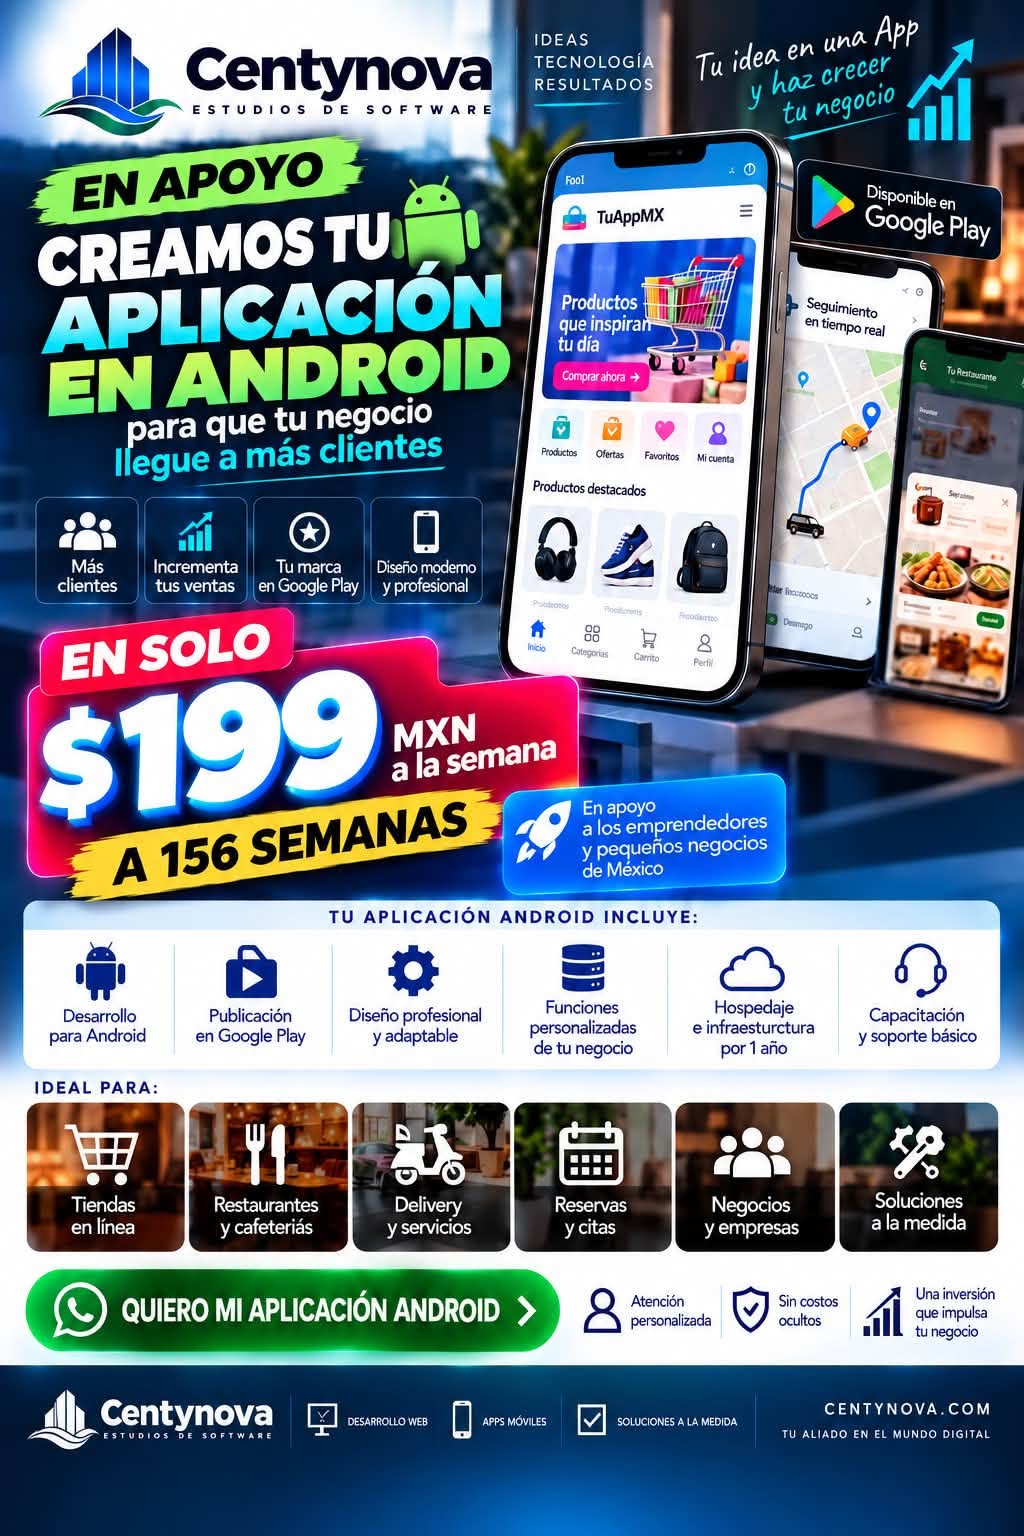 Centynova
ESTUDIOS DE SOFTWARE
IDEAS
TECNOLOGÍA
RESULTADOS
Tu idea en una App
y haz crecer
tu negocio
EN APOYO
CREAMOS TU
APLICACIÓN
EN ANDROID
para que tu negocio
llegue a más clientes
Más
clientes
Incrementa
tus ventas
Tu marca
en Google Play
Diseño moderno
y profesional
Disponible en
Google Play
TuAppMX
Productos
que inspiran
tu día
Comprar ahora →
Productos
Ofertas
Favoritos
Mi cuenta
Productos destacados
Inicio
Categorias
Carrito
Perfil
Seguimiento
en tiempo real
Tu Restaurante
EN SOLO
$199
MXN
a la semana
A 156 SEMANAS
En apoyo
a los emprendedores
y pequeños negocios
de México
TU APLICACIÓN ANDROID INCLUYE:
Desarrollo
para Android
Publicación
en Google Play
Diseño profesional
y adaptable
Funciones
personalizadas
de tu negocio
Hospedaje
e infraesturctura
por 1 año
Capacitación
y soporte básico
IDEAL PARA:
Tiendas
en línea
Restaurantes
y cafeteriás
Delivery
y servicios
Reservas
y citas
Negocios
y empresas
Soluciones
a la medida
QUIERO MI APLICACIÓN ANDROID
Atención
personalizada
Sin costos
ocultos
Una inversión
que impulsa
tu negocio
Centynova
ESTUDIOS DE SOFTWARE
DESARROLLO WEB
APPS MÓVILES
SOLUCIONES A LA MEDIDA
CENTYNOVA.COM
TU ALIADO EN EL MUNDO DIGITAL